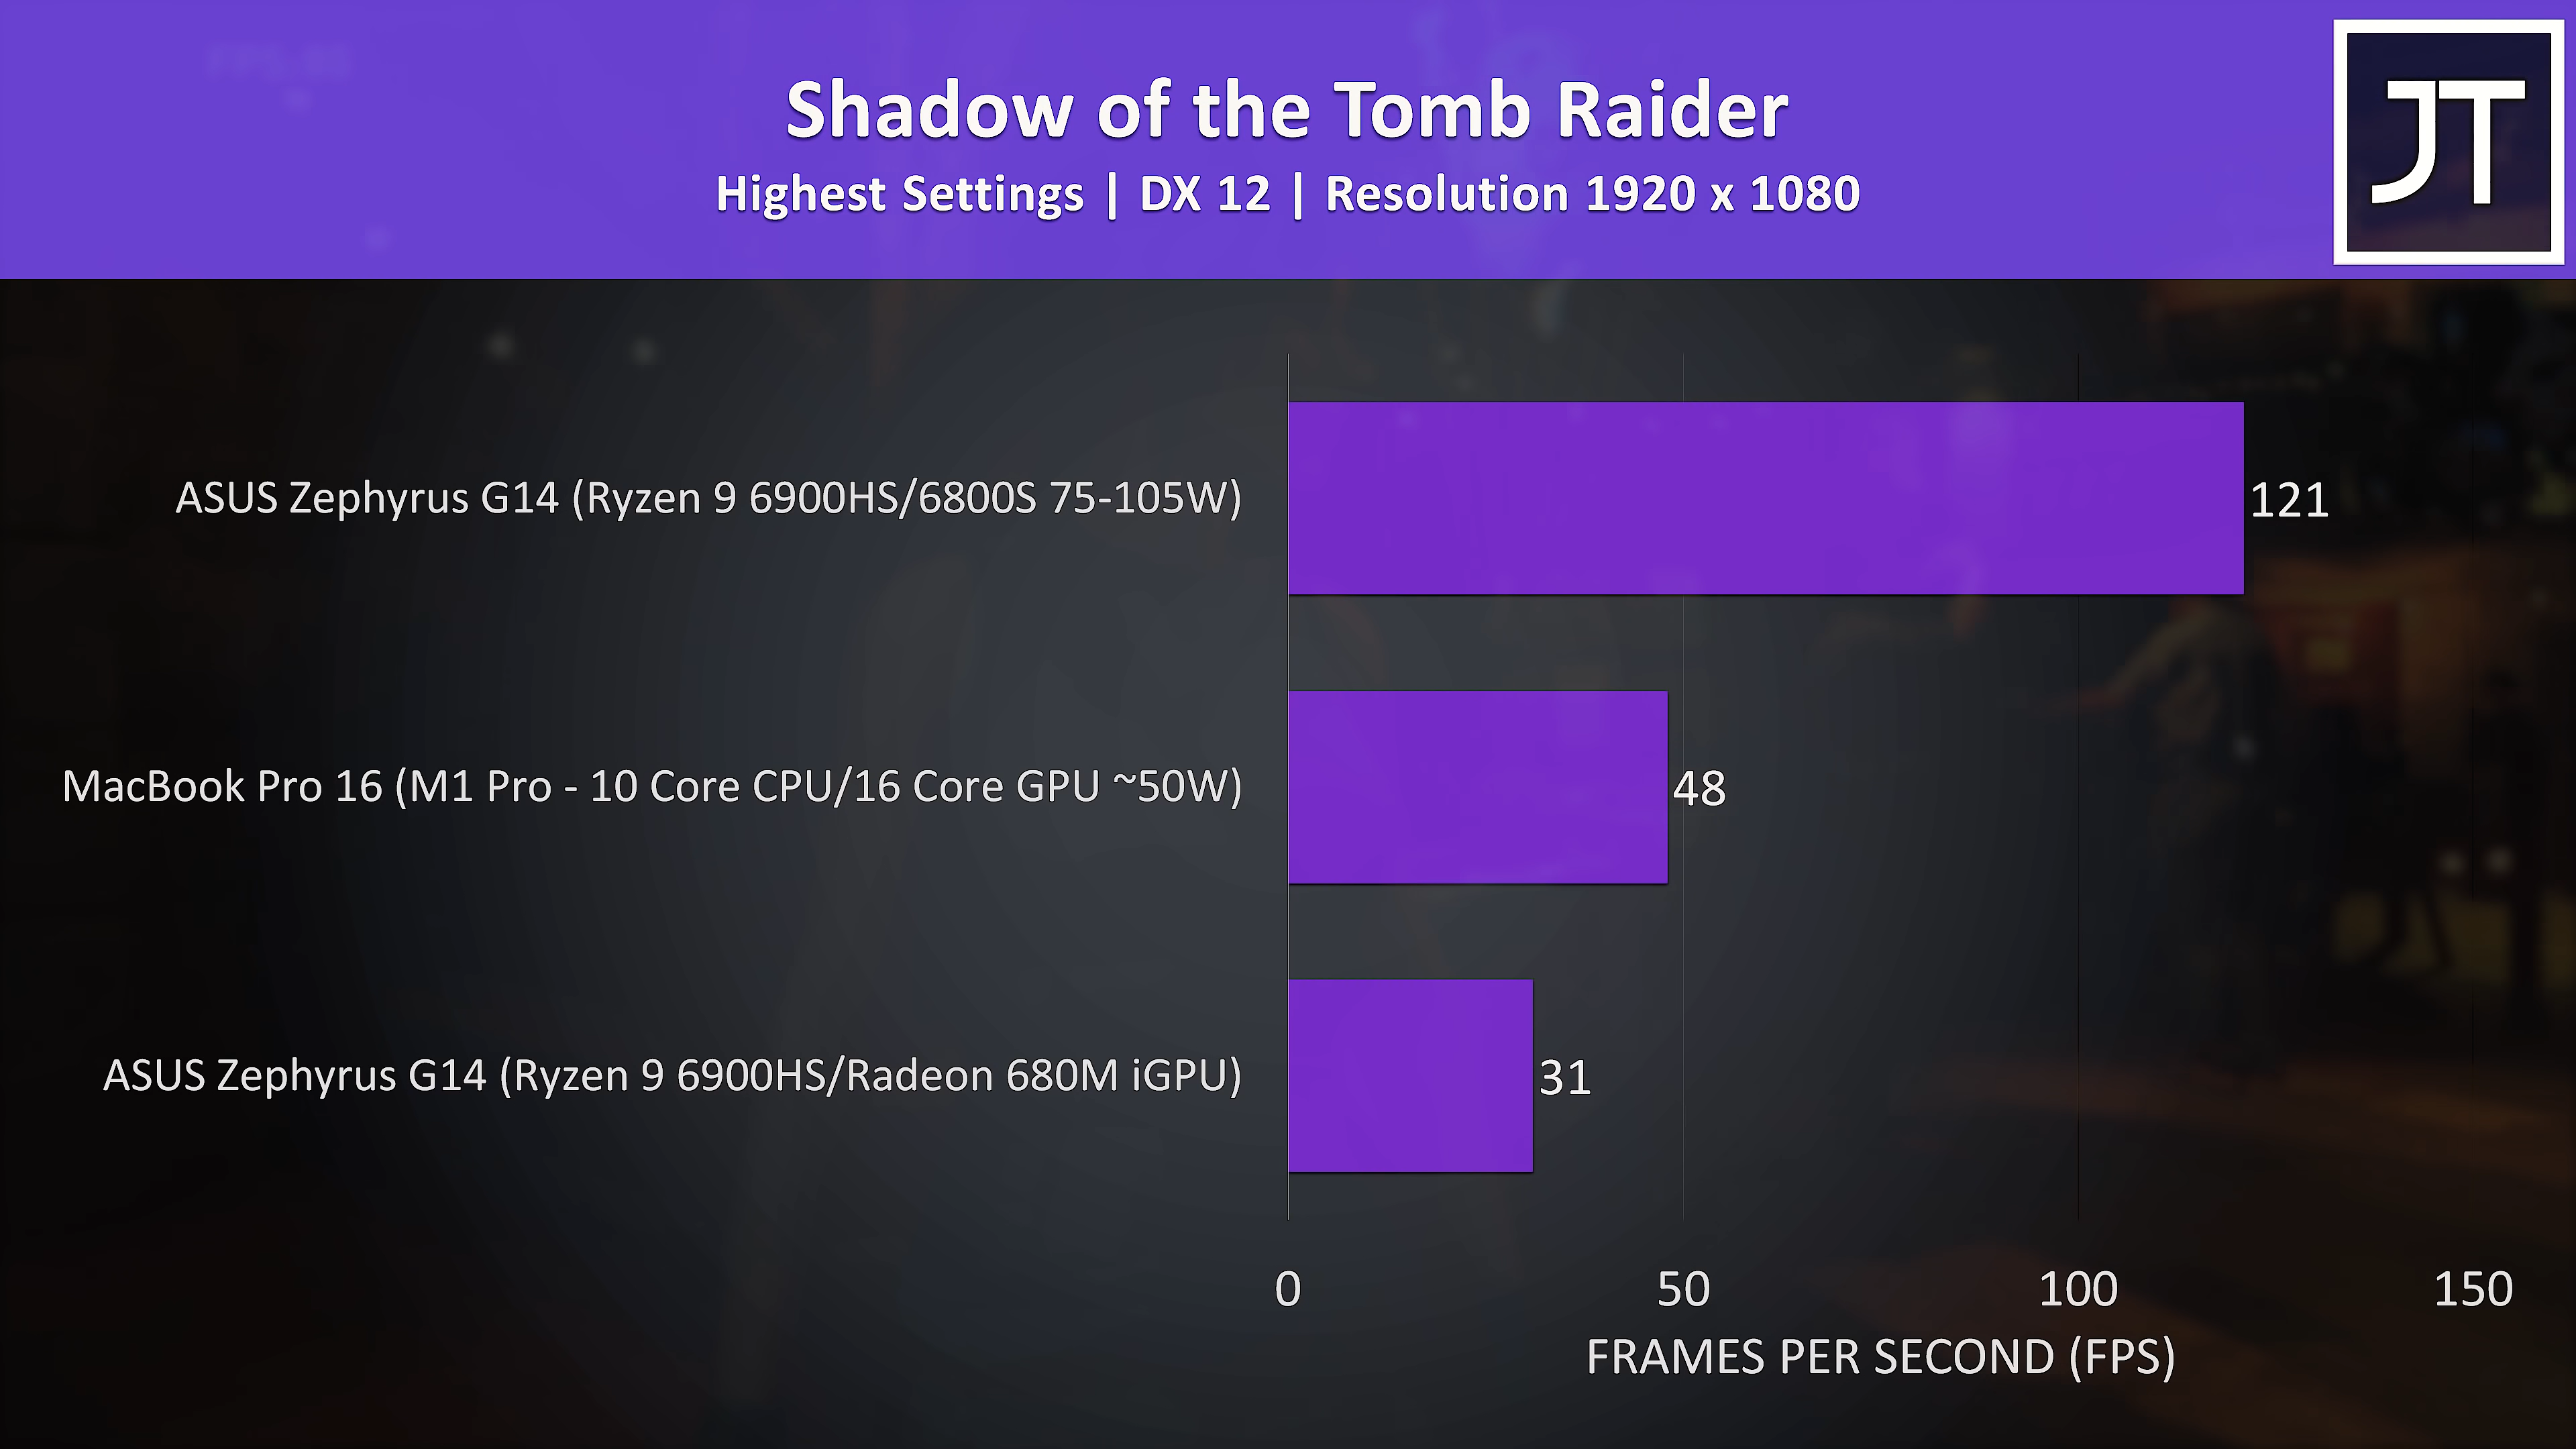 Shadow of the Tomb Raider
Highest Settings | DX 12 | Resolution 1920 x 1080
JT
ASUS Zephyrus G14 (Ryzen 9 6900HS/6800S 75-105W)
121
MacBook Pro 16 (M1 Pro - 10 Core CPU/16 Core GPU ~50W)
48
ASUS Zephyrus G14 (Ryzen 9 6900HS/Radeon 680M iGPU)
31
0 50 100 150
FRAMES PER SECOND (FPS)